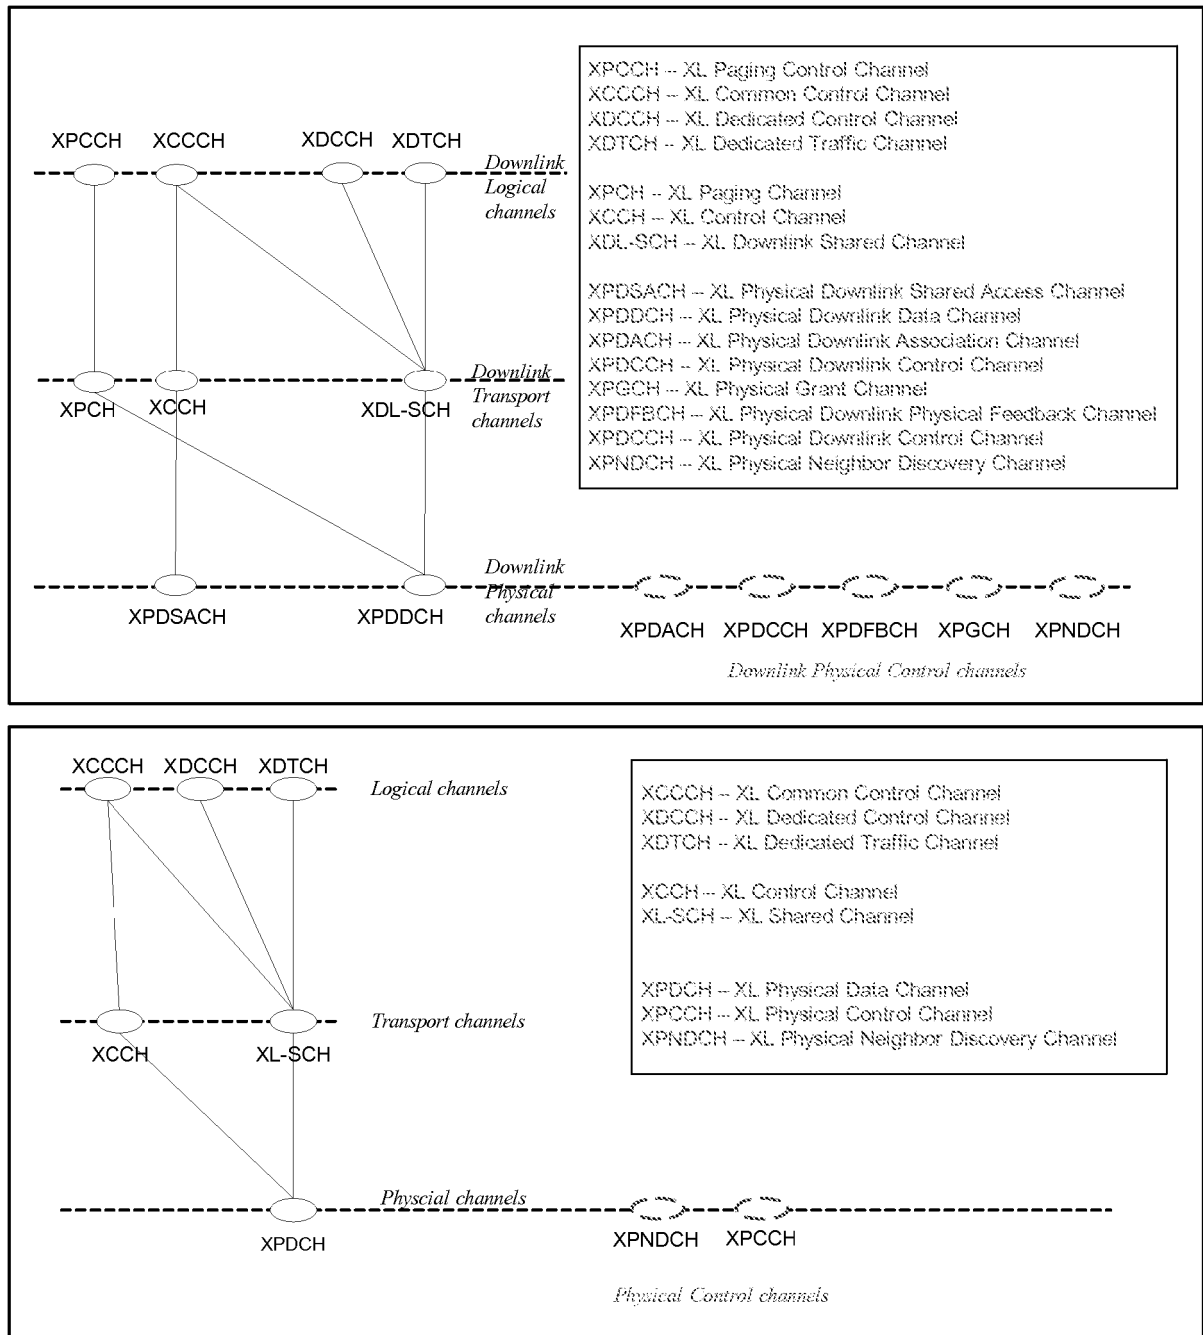 XPCCH XCCCH XDCCH XDTCH
Downlink
Logical
channels
XPCCH -- XL Paging Control Channel
XCCCH -- XL Common Control Channel
XDCCH -- XL Dedicated Control Channel
XDTCH -- XL Dedicated Traffic Channel
XPCH -- XL Paging Channel
XCCH -- XL Control Channel
XDL-SCH -- XL Downlink Shared Channel
XPDSACH -- XL Physical Downlink Shared Access Channel
XPDDCH -- XL Physical Downlink Data Channel
XPDACH -- XL Physical Downlink Association Channel
XPDCCH -- XL Physical Downlink Control Channel
XPGCH -- XL Physical Grant Channel
XPDFBCH -- XL Physical Downlink Physical Feedback Channel
XPDCCH -- XL Physical Downlink Control Channel
XPNDCH -- XL Physical Neighbor Discovery Channel
Downlink
Transport
channels
XPCH XCCH XDL-SCH
Downlink
Physical
channels
XPDSACH XPDDCH
XPDACH XPDCCH XPDFBCH XPGCH XPNDCH
Downlink Physical Control channels
XCCCH XDCCH XDTCH
Logical channels
XCCCH -- XL Common Control Channel
XDCCH -- XL Dedicated Control Channel
XDTCH -- XL Dedicated Traffic Channel
XCCH -- XL Control Channel
XL-SCH -- XL Shared Channel
XPDCH -- XL Physical Data Channel
XPCCH -- XL Physical Control Channel
XPNDCH -- XL Physical Neighbor Discovery Channel
Transport channels
XCCH XL-SCH
Physcial channels
XPDCH
XPNDCH XPCCH
Physical Control channels